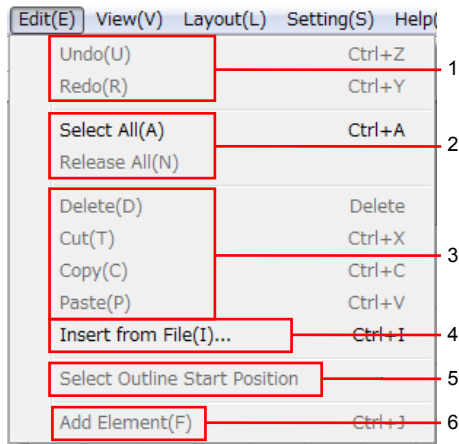 Edit(E) View(V) Layout(L) Setting(S) Help(
Undo(U) Ctrl+Z 1
Redo(R) Ctrl+Y
Select All(A) Ctrl+A 2
Release All(N)
Delete(D) Delete
Cut(T) Ctrl+X 3
Copy(C) Ctrl+C
Paste(P) Ctrl+V
Insert from File(I)... Ctrl+I 4
Select Outline Start Position 5
Add Element(F) Ctrl+J 6